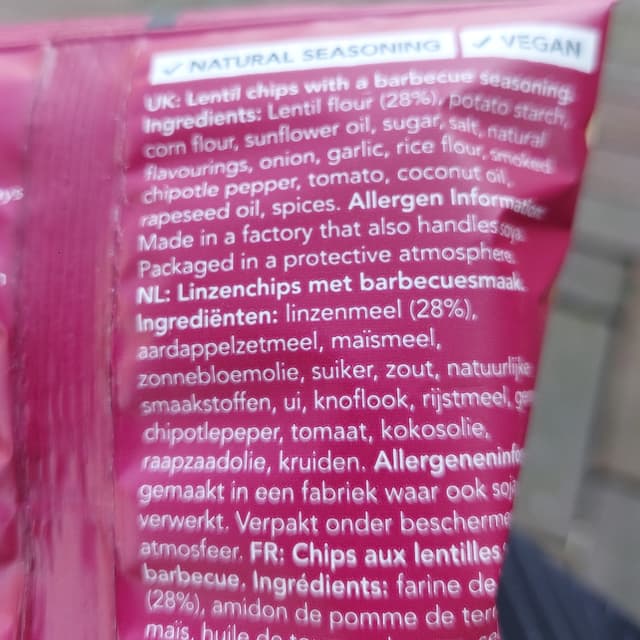 ✓ NATURAL SEASONING ✓ VEGAN
UK: Lentil chips with a barbecue seasoning.
Ingredients: Lentil flour (28%), potato starch,
corn flour, sunflower oil, sugar, salt, natural
flavourings, onion, garlic, rice flour, smoked
chipotle pepper, tomato, coconut oil,
rapeseed oil, spices. Allergen Information:
Made in a factory that also handles soya.
Packaged in a protective atmosphere.
NL: Linzenchips met barbecuesmaak.
Ingrediënten: linzenmeel (28%),
aardappelzetmeel, maïsmeel,
zonnebloemolie, suiker, zout, natuurlijke
smaakstoffen, ui, knoflook, rijstmeel,
chipotlepeper, tomaat, kokosolie,
raapzaadolie, kruiden. Allergeneninfo
gemaakt in een fabriek waar ook soja
verwerkt. Verpakt onder bescherme
atmosfeer. FR: Chips aux lentilles
barbecue. Ingrédients: farine de
(28%), amidon de pomme de terr
maïs, huile de